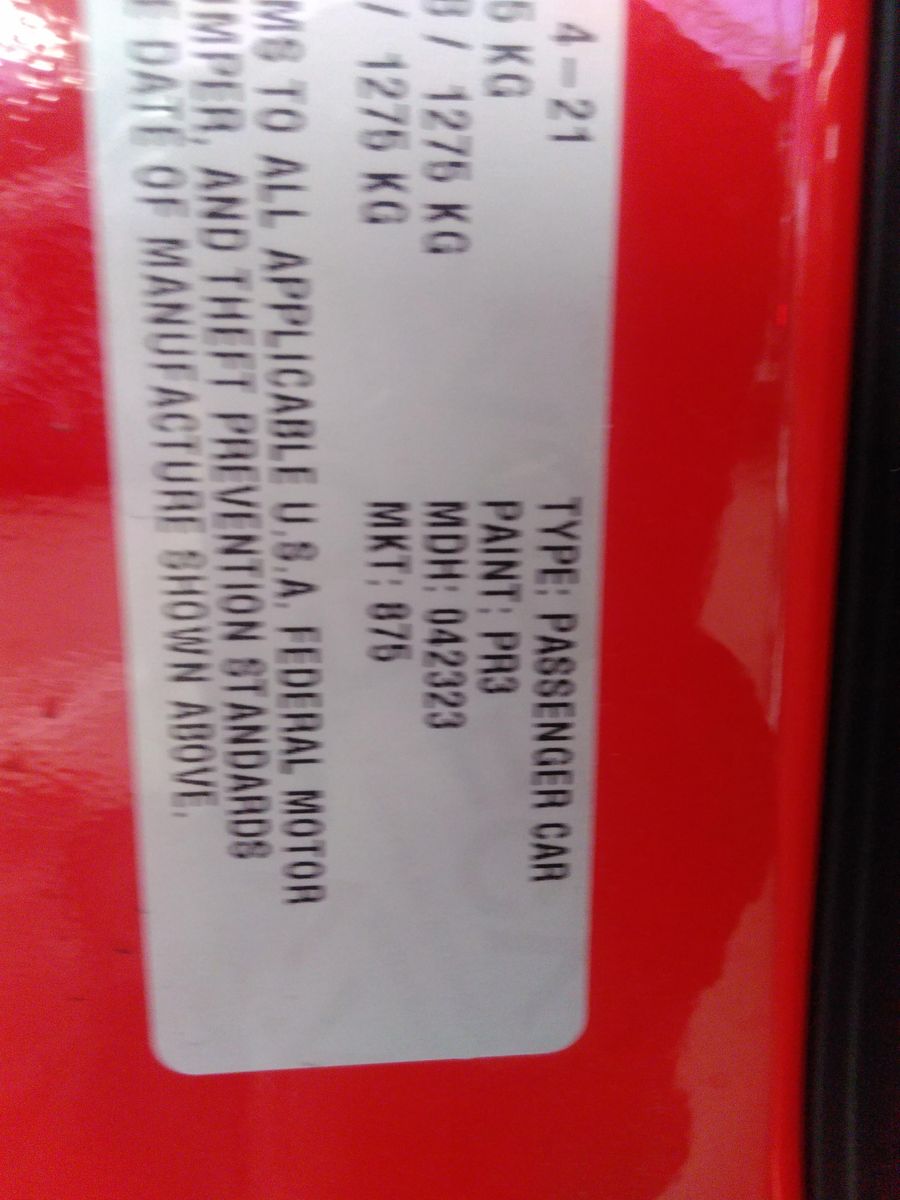 4-21 TYPE: PASSENGER CAR
5 KG PAINT: PR3
/ 1275 KG MDH: 042323
/ 1275 KG MKT: 875
TO ALL APPLICABLE U.S.A. FEDERAL MOTOR
AND THEFT PREVENTION STANDARDS
DATE OF MANUFACTURE SHOWN ABOVE.